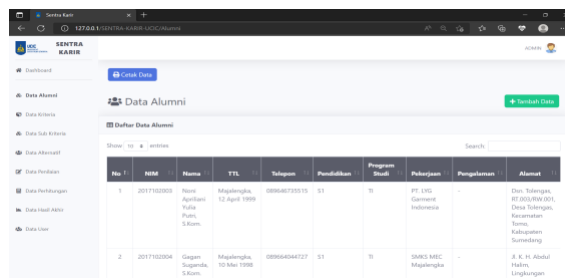 Sentra Karir
127.0.0.1/SENTRA-KARIR-UCIC/Alumni
SENTRA
KARIR
ADMIN
Dashboard
Data Alumni
Data Kriteria
Data Sub Kriteria
Data Alternatif
Data Penilaian
Data Perhitungan
Data Hasil Akhir
Data User
Cetak Data
Data Alumni
+ Tambah Data
Daftar Data Alumni
Show 10 entries
Search:
No NIM Nama TTL Telepon Pendidikan Program Studi Pekerjaan Pengalaman Alamat
1 2017102003 Noni Apriliani Yulia Putri, S.Kom. Majalengka, 12 April 1999 089646735515 S1 TI PT. LYG Garment Indonesia - Dsn. Tolengas, RT.003/RW.001, Desa Tolengas, Kecamatan Tomo, Kabupaten Sumedang
2 2017102004 Gagan Suganda, S.Kom. Majalengka, 10 Mei 1998 089664044727 S1 TI SMKS MEC Majalengka - Jl. K. H. Abdul Halim, Lingkungan